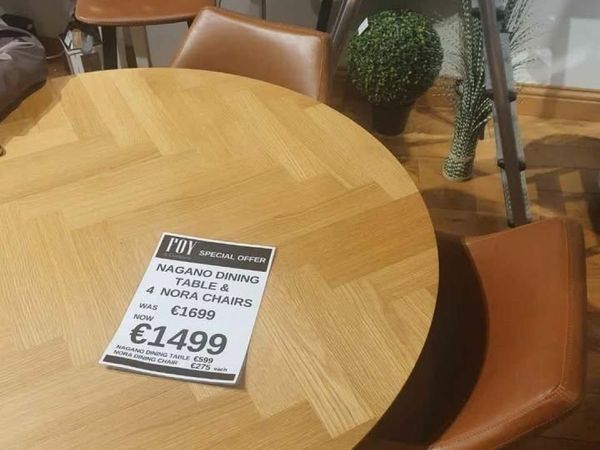 FOY
& Company
SPECIAL OFFER
NAGANO DINING
TABLE &
4 NORA CHAIRS
WAS €1699
NOW
€1499
NAGANO DINING TABLE €599
NORA DINING CHAIR €275 each